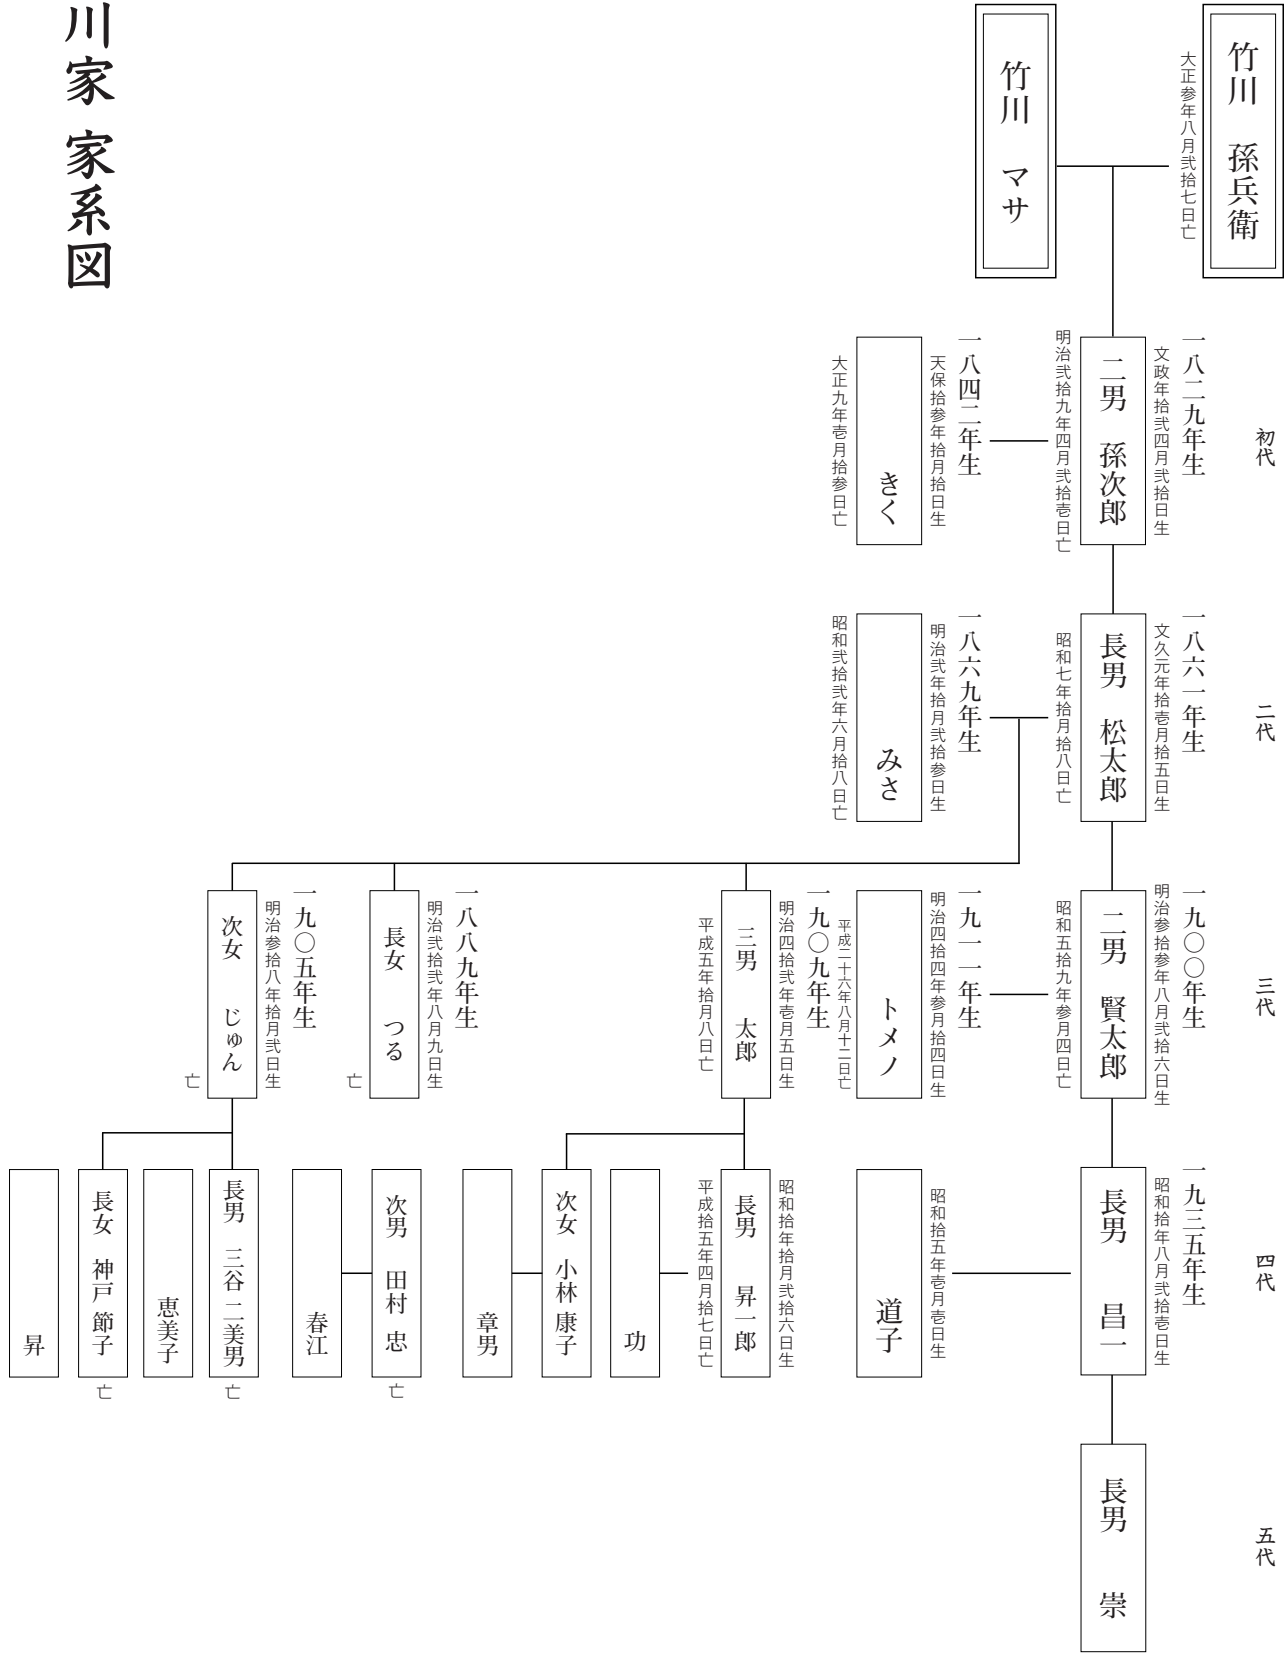 竹川 孫兵衛
大正参年八月弐拾七日亡
竹川 マサ
初代
一八二九年生
文政年拾弐四月弐拾日生
二男 孫次郎
明治弐拾九年四月弐拾壱日亡
一八四二年生
天保拾参年拾月拾日生
きく
大正九年壱月拾参日亡
二代
一八六一年生
文久元年拾壱月拾五日生
長男 松太郎
昭和七年拾月拾八日亡
一八六九年生
明治弐年拾月弐拾参日生
みさ
昭和弐拾弐年六月拾八日亡
三代
一九〇〇年生
明治参拾参年八月弐拾六日生
二男 賢太郎
昭和五拾九年参月四日亡
一九一一年生
明治四拾四年参月拾四日生
トメノ
平成二十六年八月十二日亡
一九〇九年生
明治四拾弐年壱月五日生
三男 太郎
平成五年拾月八日亡
一八八九年生
明治弐拾弐年八月九日生
長女 つる
亡
一九〇五年生
明治参拾八年拾月弐日生
次女 じゅん
亡
四代
一九三五年生
昭和拾年八月弐拾壱日生
長男 昌一
昭和拾五年壱月壱日生
道子
昭和拾年拾月弐拾六日生
長男 昇一郎
平成拾五年四月拾七日亡
功
次女 小林 康子
章男
次男 田村 忠
亡
春江
長男 三谷 二美男
亡
恵美子
長女 神戸 節子
亡
昇
五代
長男 崇
川家 家系図